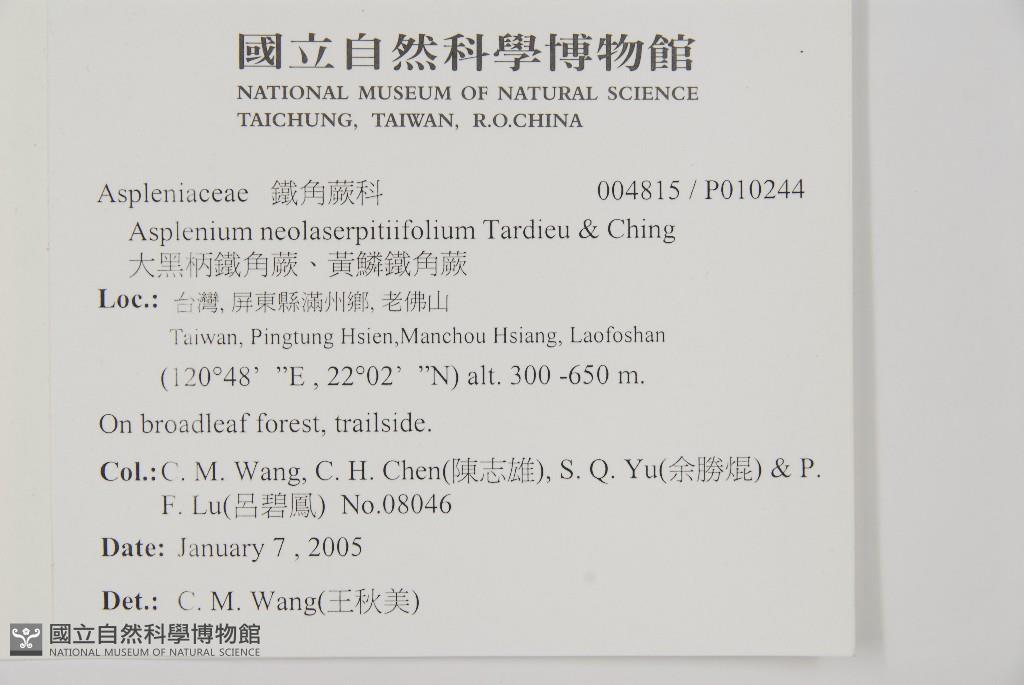 國立自然科學博物館
NATIONAL MUSEUM OF NATURAL SCIENCE
TAICHUNG, TAIWAN, R.O.CHINA
Aspleniaceae 鐵角蕨科 004815 / P010244
Asplenium neolaserpitiifolium Tardieu & Ching
大黑柄鐵角蕨、黃鱗鐵角蕨
Loc.: 台灣, 屏東縣滿州鄉, 老佛山
Taiwan, Pingtung Hsien,Manchou Hsiang, Laofoshan
(120°48’ ”E , 22°02’ ”N) alt. 300 -650 m.
On broadleaf forest, trailside.
Col.: C. M. Wang, C. H. Chen(陳志雄), S. Q. Yu(余勝焜) & P.
F. Lu(呂碧鳳) No.08046
Date: January 7 , 2005
Det.: C. M. Wang(王秋美)
國立自然科學博物館
NATIONAL MUSEUM OF NATURAL SCIENCE